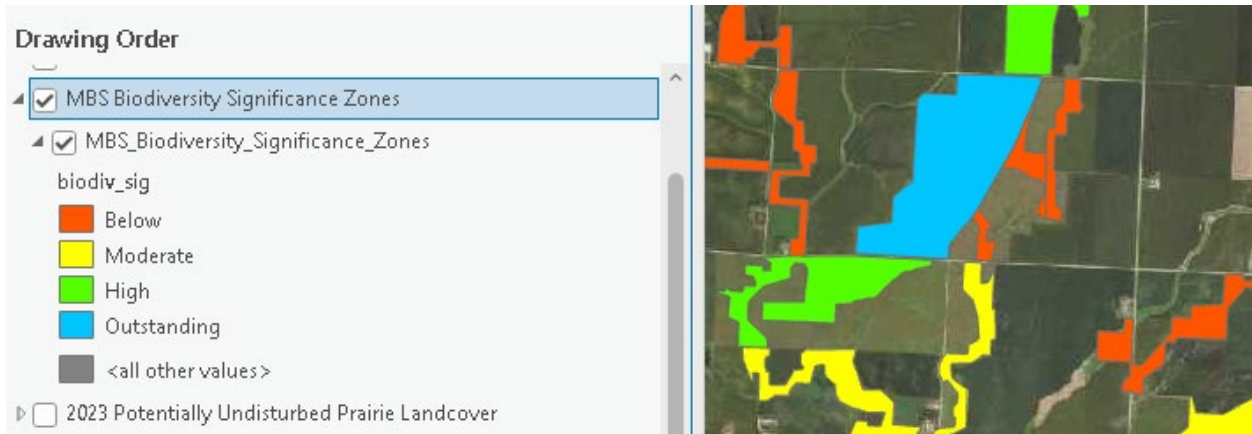 Drawing Order
MBS Biodiversity Significance Zones
MBS_Biodiversity_Significance_Zones
biodiv_sig
Below
Moderate
High
Outstanding
<all other values>
2023 Potentially Undisturbed Prairie Landcover